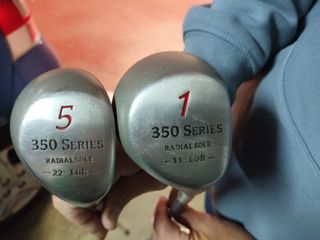 5
350 SERIES
RADIAL SOLE
22° Loft
1
350 SERIES
RADIAL SOLE
11° Loft